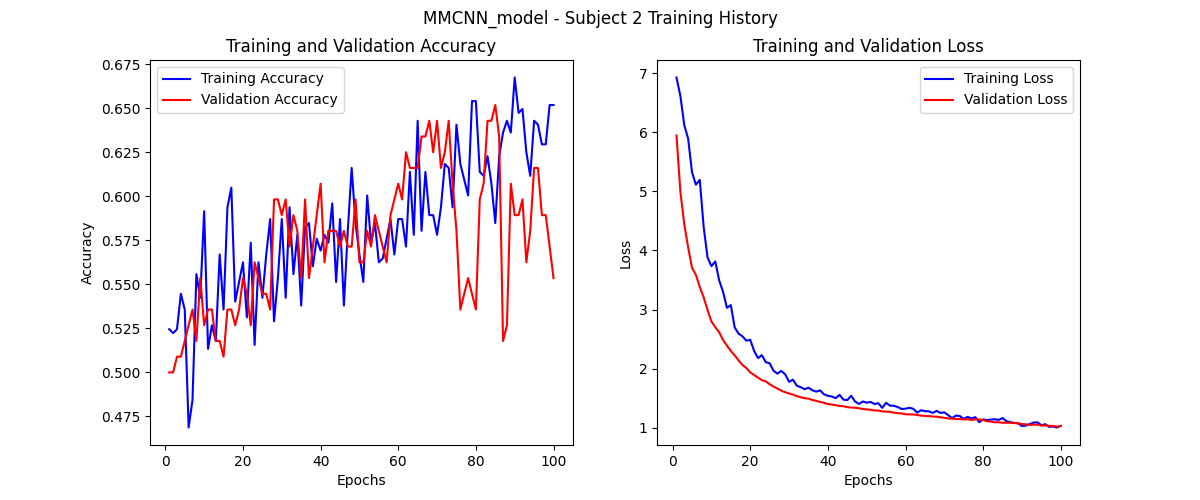 MMCNN_model - Subject 2 Training History
Training and Validation Accuracy
0.675
0.650
0.625
0.600
0.575
0.550
0.525
0.500
0.475
Accuracy
Training Accuracy
Validation Accuracy
0 20 40 60 80 100
Epochs
Training and Validation Loss
7
6
5
4
3
2
1
Loss
Training Loss
Validation Loss
0 20 40 60 80 100
Epochs